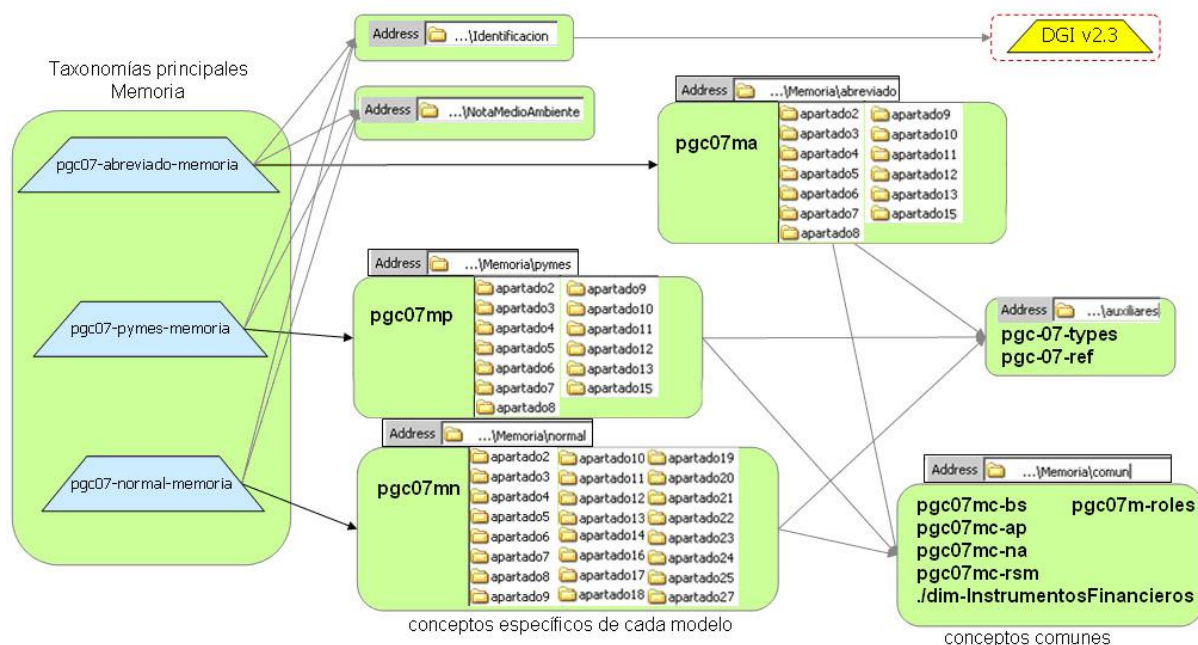 Taxonomías principales
Memoria
pgc07-abreviado-memoria
pgc07-pymes-memoria
pgc07-normal-memoria
Address ...\Identificacion
DGI v2.3
Address ...\NotaMedioAmbiente
Address ...\Memoria\abreviado
pgc07ma
apartado2 apartado9
apartado3 apartado10
apartado4 apartado11
apartado5 apartado12
apartado6 apartado13
apartado7 apartado15
apartado8
Address ...\Memoria\pymes
pgc07mp
apartado2 apartado9
apartado3 apartado10
apartado4 apartado11
apartado5 apartado12
apartado6 apartado13
apartado7 apartado15
apartado8
Address ...\Memoria\normal
pgc07mn
apartado2 apartado10 apartado19
apartado3 apartado11 apartado20
apartado4 apartado12 apartado21
apartado5 apartado13 apartado22
apartado6 apartado14 apartado23
apartado7 apartado16 apartado24
apartado8 apartado17 apartado25
apartado9 apartado18 apartado27
conceptos específicos de cada modelo
Address ...\auxiliares
pgc-07-types
pgc-07-ref
Address ...\Memoria\comun
pgc07mc-bs pgc07m-roles
pgc07mc-ap
pgc07mc-na
pgc07mc-rsm
./dim-InstrumentosFinancieros
conceptos comunes